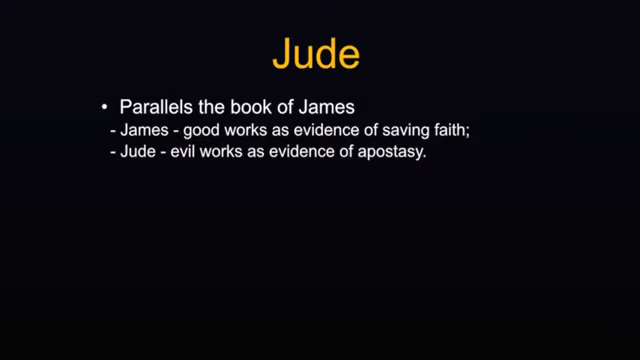 Jude
• Parallels the book of James
- James - good works as evidence of saving faith;
- Jude - evil works as evidence of apostasy.